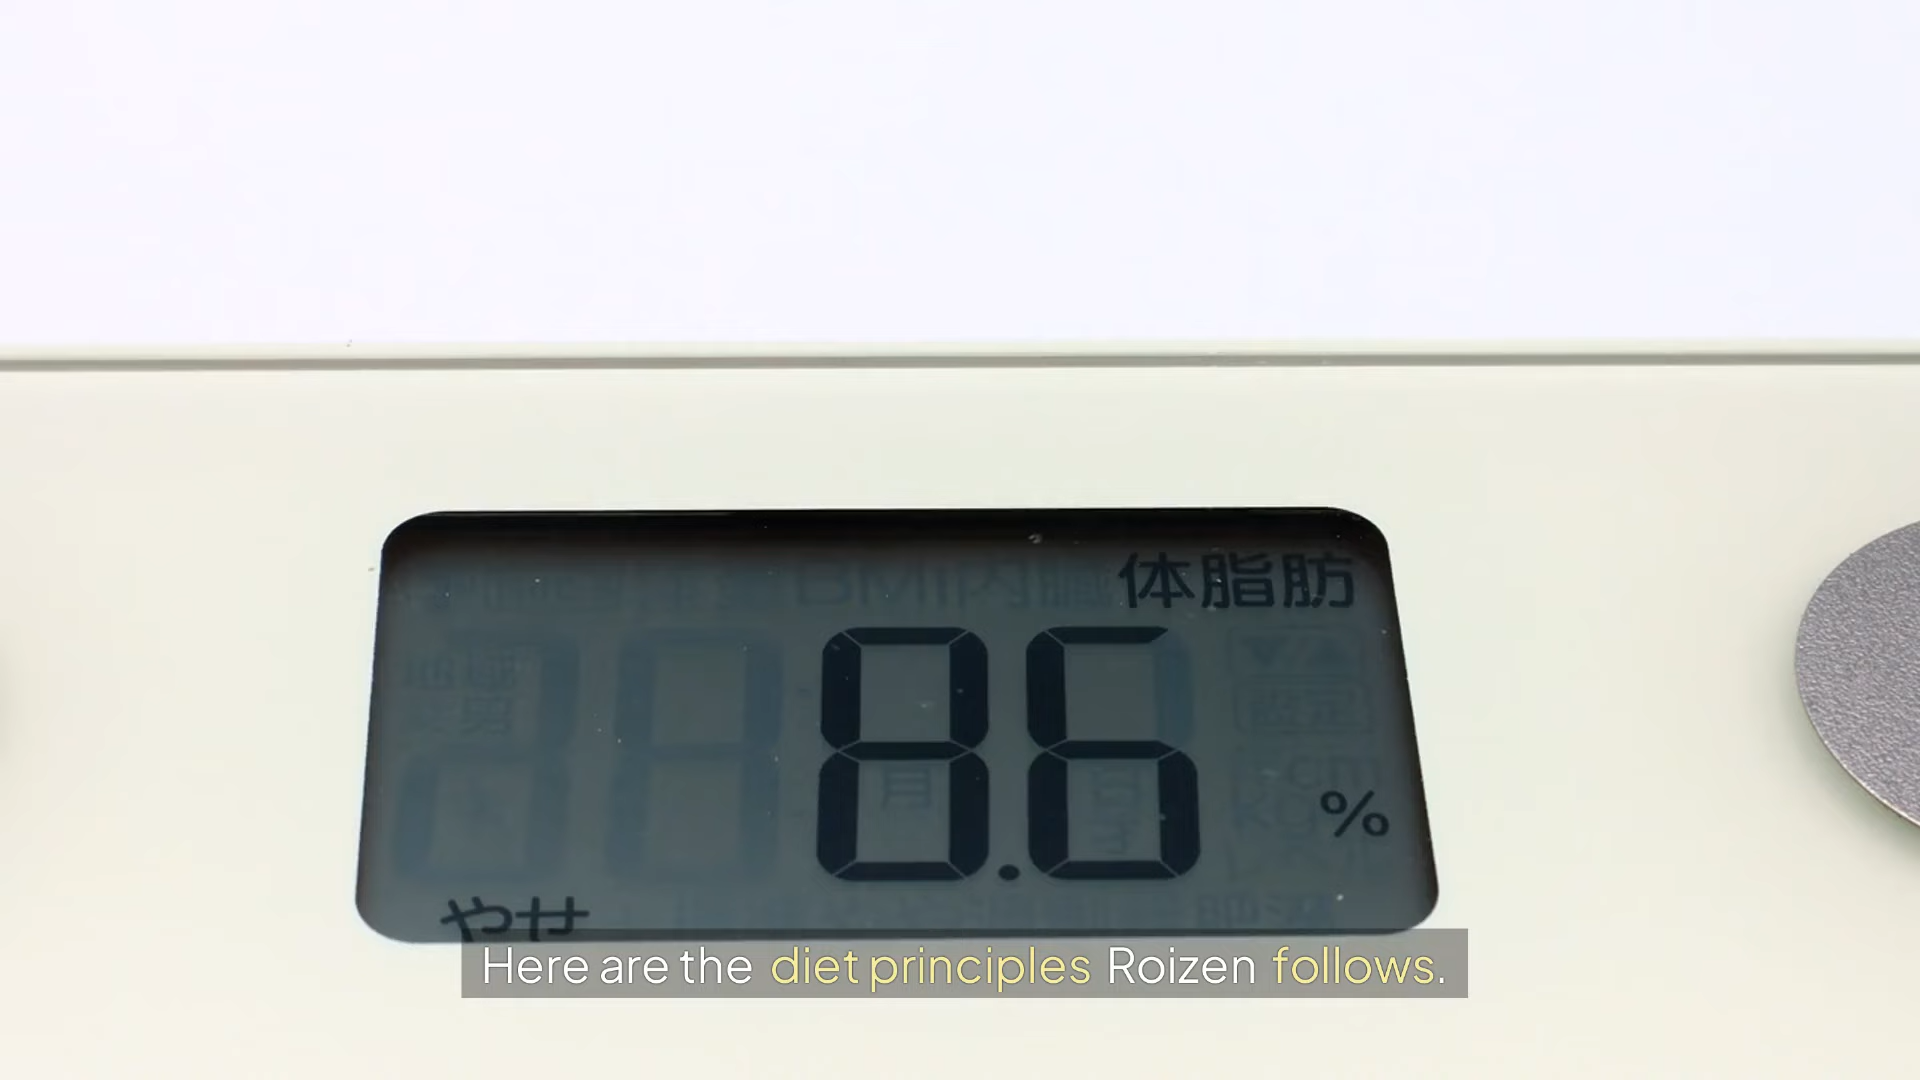 体脂肪
8.6
%
やせ
Here are the diet principles Roizen follows.